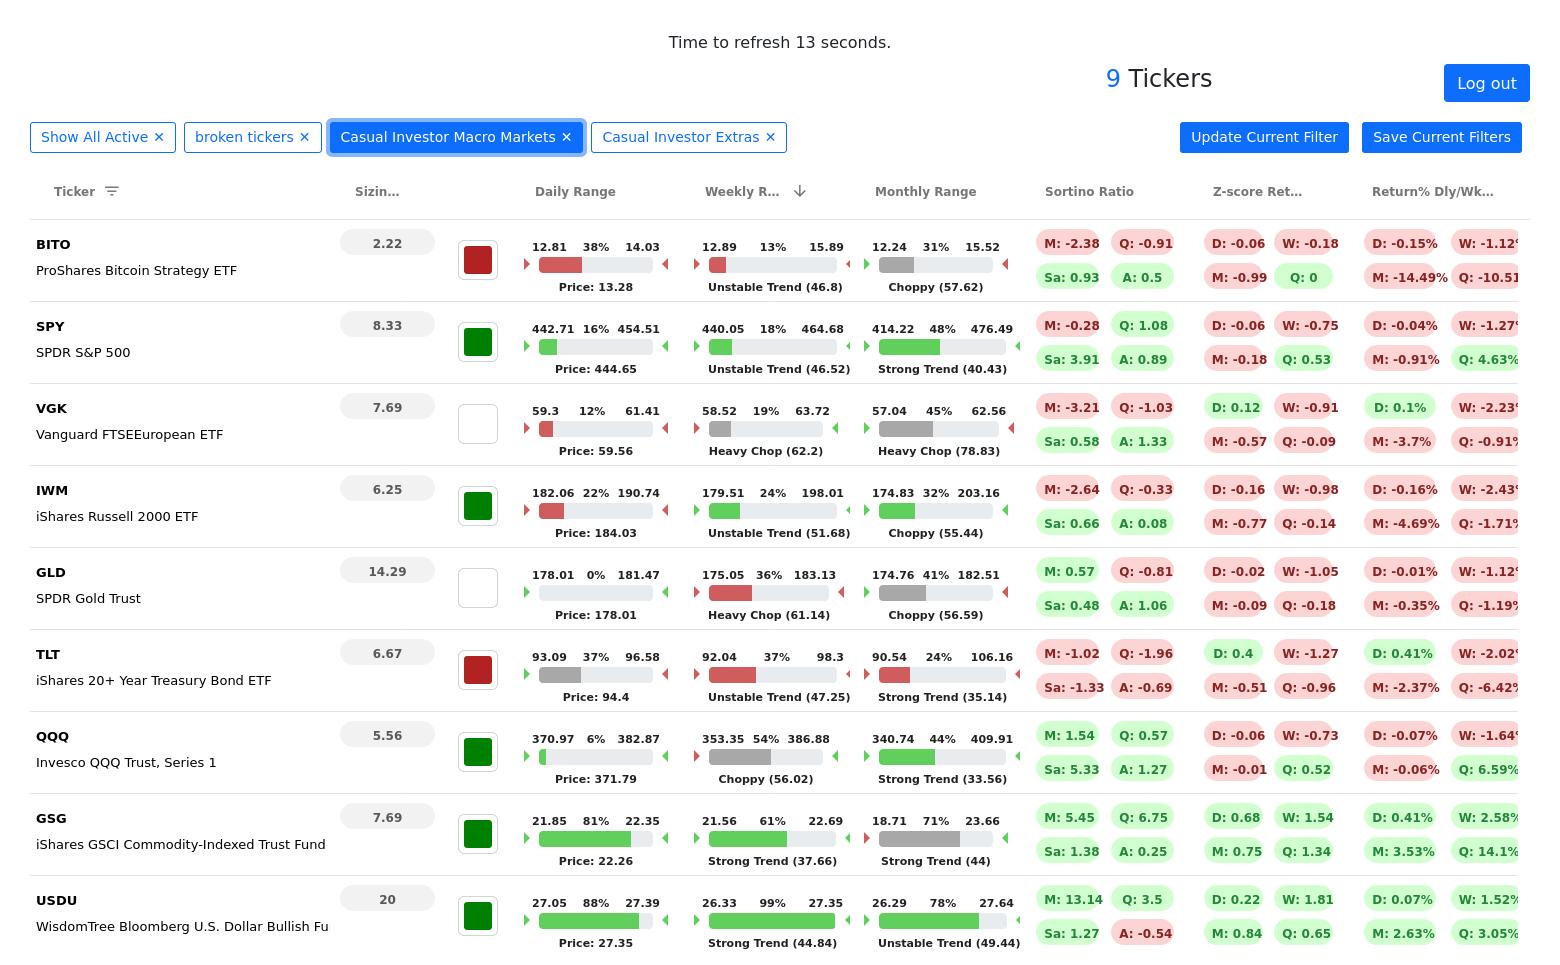 Time to refresh 13 seconds.
9 Tickers
Log out
Show All Active ✕ broken tickers ✕ Casual Investor Macro Markets ✕ Casual Investor Extras ✕ Update Current Filter Save Current Filters
Ticker Sizin... Daily Range Weekly R... Monthly Range Sortino Ratio Z-score Ret... Return% Dly/Wk...
BITO 2.22 12.81 38% 14.03 12.89 13% 15.89 12.24 31% 15.52 M: -2.38 Q: -0.91 D: -0.06 W: -0.18 D: -0.15% W: -1.12%
ProShares Bitcoin Strategy ETF Price: 13.28 Unstable Trend (46.8) Choppy (57.62) Sa: 0.93 A: 0.5 M: -0.99 Q: 0 M: -14.49% Q: -10.51
SPY 8.33 442.71 16% 454.51 440.05 18% 464.68 414.22 48% 476.49 M: -0.28 Q: 1.08 D: -0.06 W: -0.75 D: -0.04% W: -1.27%
SPDR S&P 500 Price: 444.65 Unstable Trend (46.52) Strong Trend (40.43) Sa: 3.91 A: 0.89 M: -0.18 Q: 0.53 M: -0.91% Q: 4.63%
VGK 7.69 59.3 12% 61.41 58.52 19% 63.72 57.04 45% 62.56 M: -3.21 Q: -1.03 D: 0.12 W: -0.91 D: 0.1% W: -2.23%
Vanguard FTSEEuropean ETF Price: 59.56 Heavy Chop (62.2) Heavy Chop (78.83) Sa: 0.58 A: 1.33 M: -0.57 Q: -0.09 M: -3.7% Q: -0.91%
IWM 6.25 182.06 22% 190.74 179.51 24% 198.01 174.83 32% 203.16 M: -2.64 Q: -0.33 D: -0.16 W: -0.98 D: -0.16% W: -2.43%
iShares Russell 2000 ETF Price: 184.03 Unstable Trend (51.68) Choppy (55.44) Sa: 0.66 A: 0.08 M: -0.77 Q: -0.14 M: -4.69% Q: -1.71%
GLD 14.29 178.01 0% 181.47 175.05 36% 183.13 174.76 41% 182.51 M: 0.57 Q: -0.81 D: -0.02 W: -1.05 D: -0.01% W: -1.12%
SPDR Gold Trust Price: 178.01 Heavy Chop (61.14) Choppy (56.59) Sa: 0.48 A: 1.06 M: -0.09 Q: -0.18 M: -0.35% Q: -1.19%
TLT 6.67 93.09 37% 96.58 92.04 37% 98.3 90.54 24% 106.16 M: -1.02 Q: -1.96 D: 0.4 W: -1.27 D: 0.41% W: -2.02%
iShares 20+ Year Treasury Bond ETF Price: 94.4 Unstable Trend (47.25) Strong Trend (35.14) Sa: -1.33 A: -0.69 M: -0.51 Q: -0.96 M: -2.37% Q: -6.42%
QQQ 5.56 370.97 6% 382.87 353.35 54% 386.88 340.74 44% 409.91 M: 1.54 Q: 0.57 D: -0.06 W: -0.73 D: -0.07% W: -1.64%
Invesco QQQ Trust, Series 1 Price: 371.79 Choppy (56.02) Strong Trend (33.56) Sa: 5.33 A: 1.27 M: -0.01 Q: 0.52 M: -0.06% Q: 6.59%
GSG 7.69 21.85 81% 22.35 21.56 61% 22.69 18.71 71% 23.66 M: 5.45 Q: 6.75 D: 0.68 W: 1.54 D: 0.41% W: 2.58%
iShares GSCI Commodity-Indexed Trust Fund Price: 22.26 Strong Trend (37.66) Strong Trend (44) Sa: 1.38 A: 0.25 M: 0.75 Q: 1.34 M: 3.53% Q: 14.1%
USDU 20 27.05 88% 27.39 26.33 99% 27.35 26.29 78% 27.64 M: 13.14 Q: 3.5 D: 0.22 W: 1.81 D: 0.07% W: 1.52%
WisdomTree Bloomberg U.S. Dollar Bullish Fu Price: 27.35 Strong Trend (44.84) Unstable Trend (49.44) Sa: 1.27 A: -0.54 M: 0.84 Q: 0.65 M: 2.63% Q: 3.05%